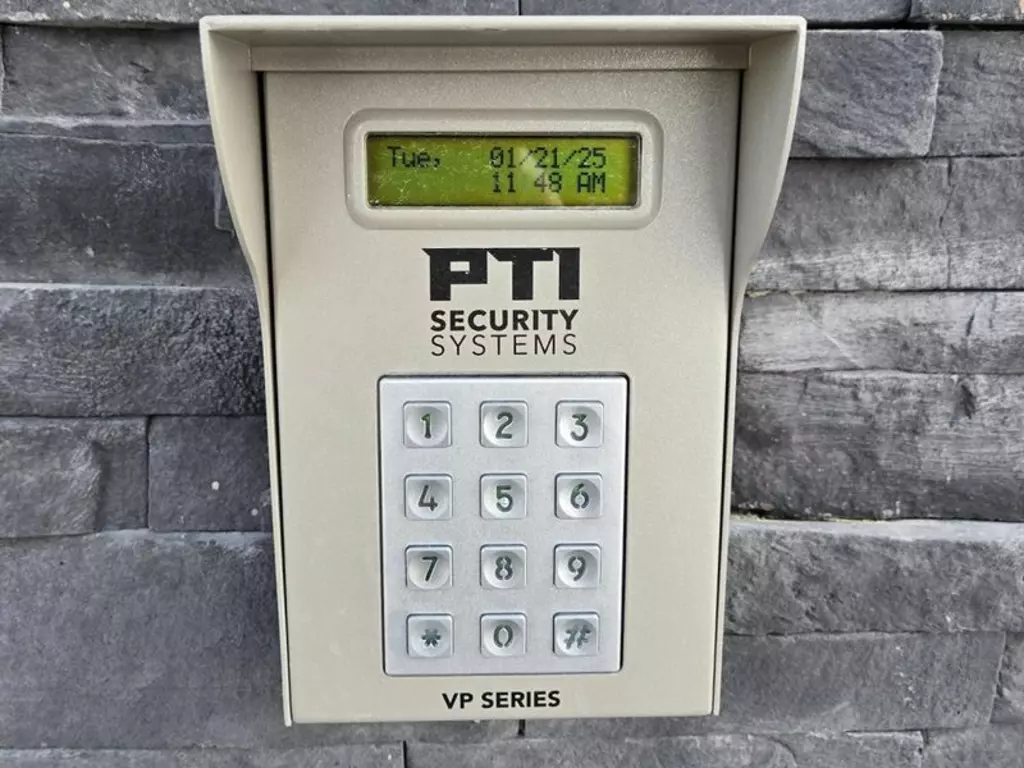 Tue, 01/21/25
11 48 AM
PTI
SECURITY
SYSTEMS
1 2 3
4 5 6
7 8 9
* 0 #
VP SERIES